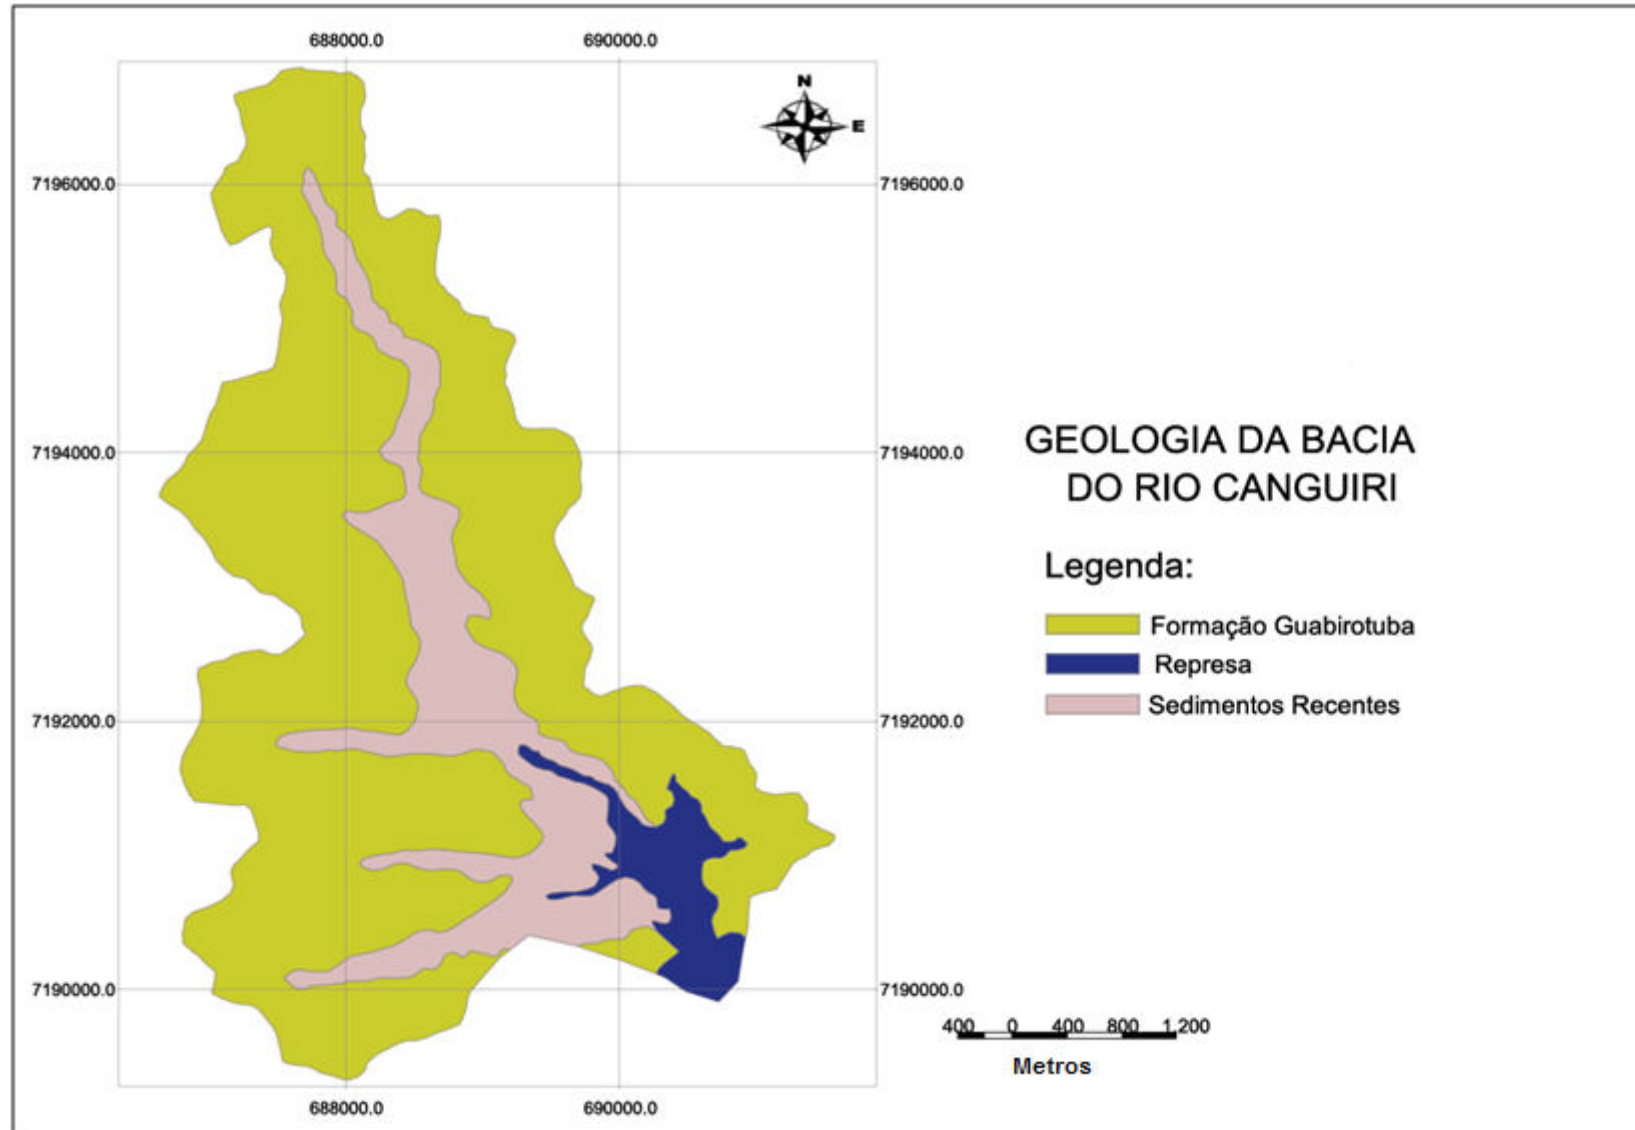 688000.0 690000.0
N
E
7196000.0 7196000.0
7194000.0 7194000.0
GEOLOGIA DA BACIA
DO RIO CANGUIRI
Legenda:
Formação Guabirotuba
Represa
Sedimentos Recentes
7192000.0 7192000.0
7190000.0 7190000.0
400 0 400 800 1,200
Metros
688000.0 690000.0